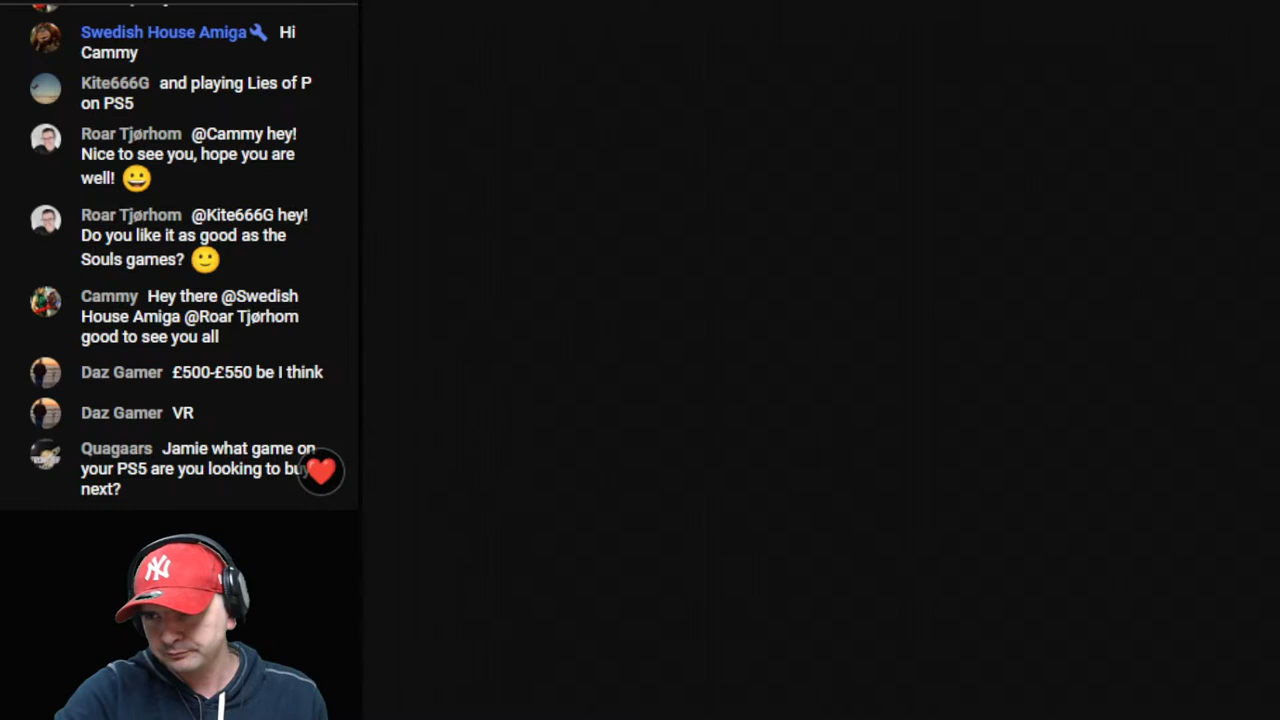 Swedish House Amiga Hi
Cammy
Kite666G and playing Lies of P
on PS5
Roar Tjørhom @Cammy hey!
Nice to see you, hope you are
well! 😀
Roar Tjørhom @Kite666G hey!
Do you like it as good as the
Souls games? 🙂
Cammy Hey there @Swedish
House Amiga @Roar Tjørhom
good to see you all
Daz Gamer £500-£550 be I think
Daz Gamer VR
Quagaars Jamie what game on
your PS5 are you looking to buy
next?
NY